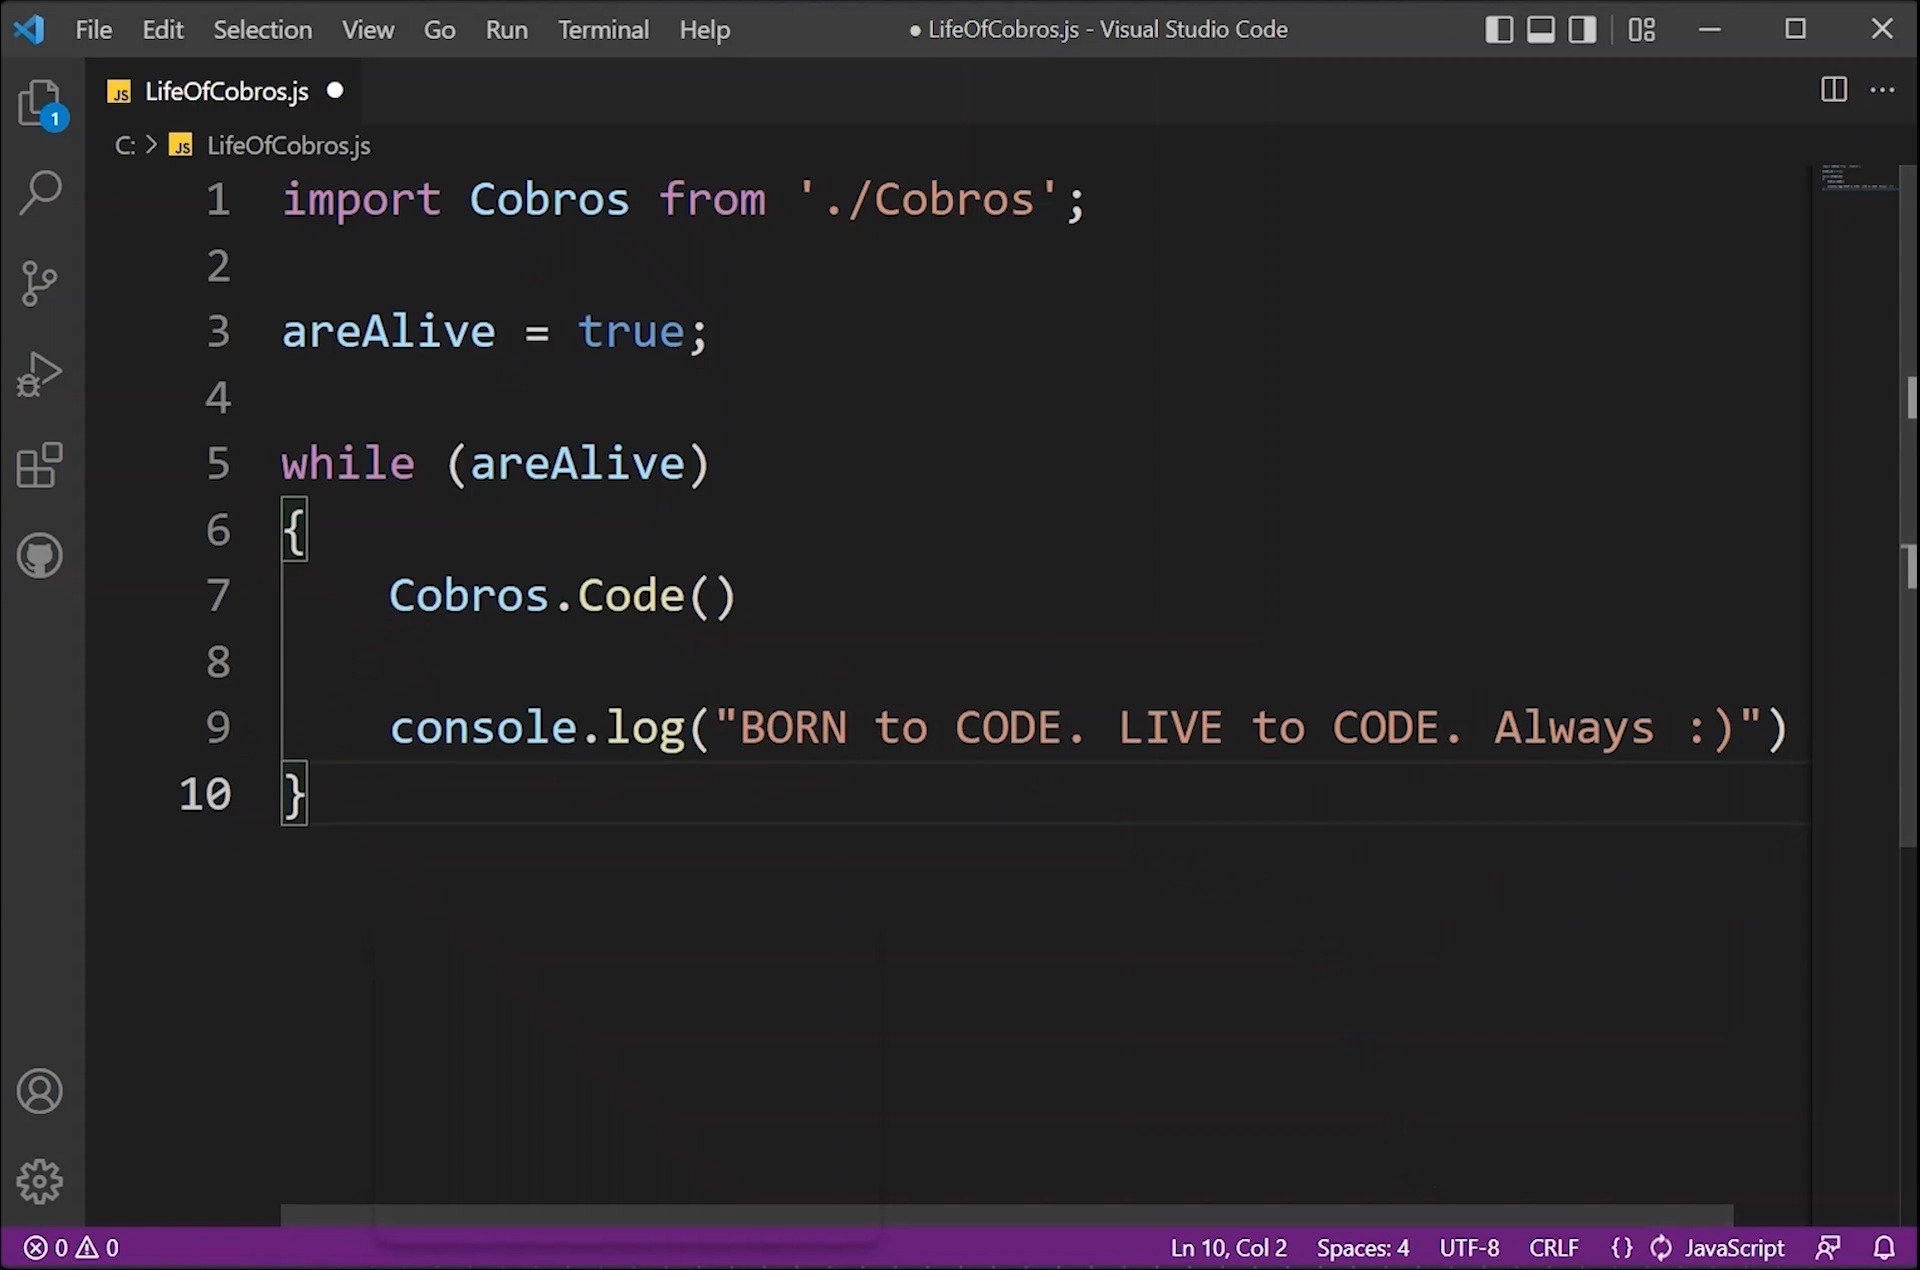 File Edit Selection View Go Run Terminal Help ● LifeOfCobros.js - Visual Studio Code
JS LifeOfCobros.js
1
C: > JS LifeOfCobros.js
1 import Cobros from './Cobros';
2
3 areAlive = true;
4
5 while (areAlive)
6 {
7 Cobros.Code()
8
9 console.log("BORN to CODE. LIVE to CODE. Always :)")
10 }
0 0 Ln 10, Col 2 Spaces: 4 UTF-8 CRLF {} JavaScript